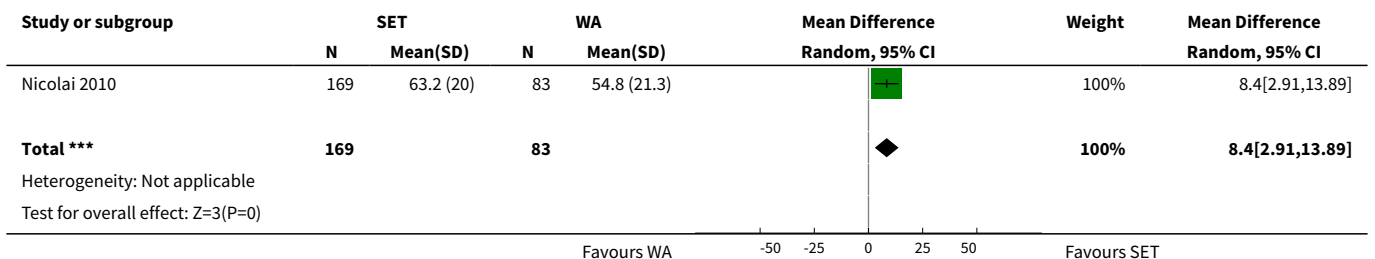 Study or subgroup SET WA Mean Difference Weight Mean Difference
N Mean(SD) N Mean(SD) Random, 95% CI Random, 95% CI
Nicolai 2010 169 63.2 (20) 83 54.8 (21.3) 100% 8.4[2.91,13.89]
Total *** 169 83 100% 8.4[2.91,13.89]
Heterogeneity: Not applicable
Test for overall effect: Z=3(P=0)
Favours WA -50 -25 0 25 50 Favours SET